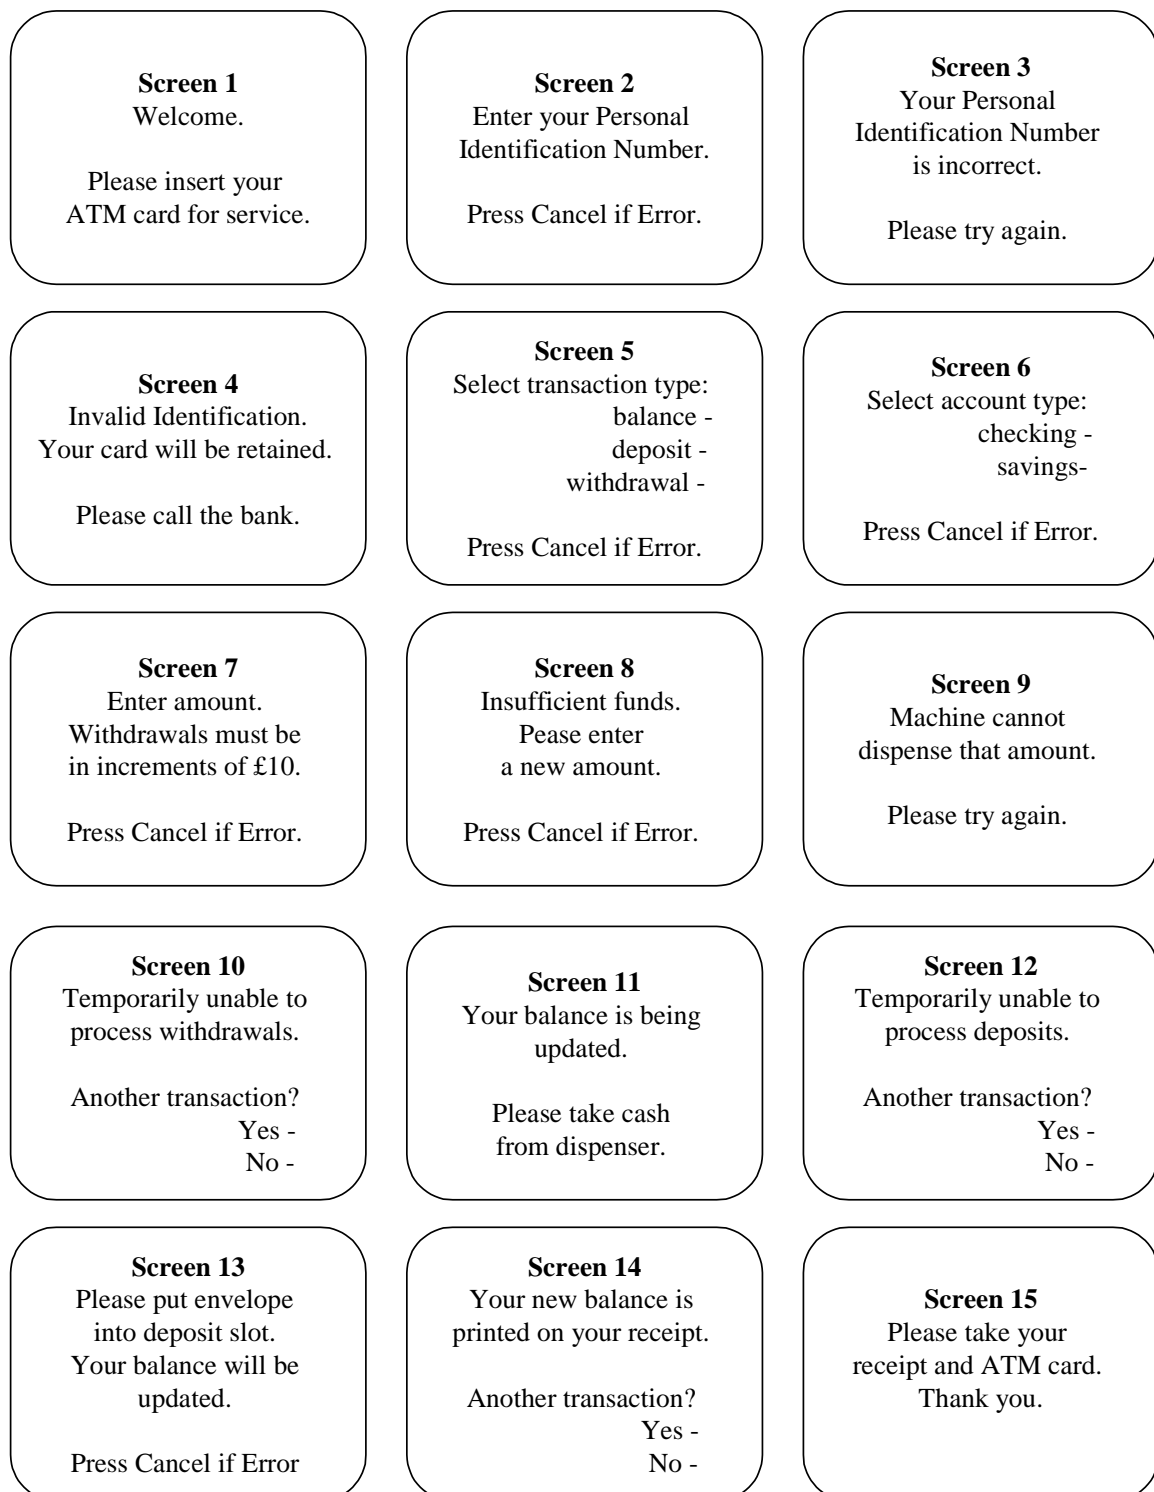 Screen 1
Welcome.
Please insert your
ATM card for service.
Screen 2
Enter your Personal
Identification Number.
Press Cancel if Error.
Screen 3
Your Personal
Identification Number
is incorrect.
Please try again.
Screen 4
Invalid Identification.
Your card will be retained.
Please call the bank.
Screen 5
Select transaction type:
balance -
deposit -
withdrawal -
Press Cancel if Error.
Screen 6
Select account type:
checking -
savings-
Press Cancel if Error.
Screen 7
Enter amount.
Withdrawals must be
in increments of £10.
Press Cancel if Error.
Screen 8
Insufficient funds.
Pease enter
a new amount.
Press Cancel if Error.
Screen 9
Machine cannot
dispense that amount.
Please try again.
Screen 10
Temporarily unable to
process withdrawals.
Another transaction?
Yes -
No -
Screen 11
Your balance is being
updated.
Please take cash
from dispenser.
Screen 12
Temporarily unable to
process deposits.
Another transaction?
Yes -
No -
Screen 13
Please put envelope
into deposit slot.
Your balance will be
updated.
Press Cancel if Error
Screen 14
Your new balance is
printed on your receipt.
Another transaction?
Yes -
No -
Screen 15
Please take your
receipt and ATM card.
Thank you.